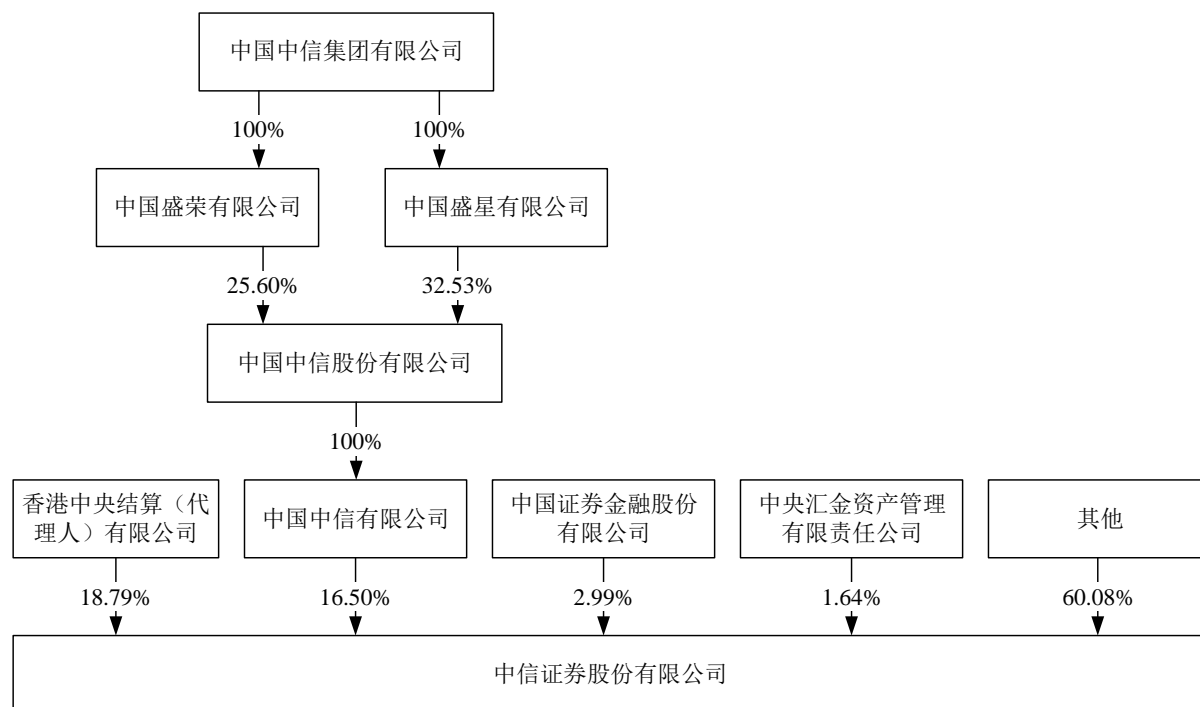 中国中信集团有限公司
100%
100%
中国盛荣有限公司
中国盛星有限公司
25.60%
32.53%
中国中信股份有限公司
100%
香港中央结算（代
理人）有限公司
中国中信有限公司
中国证券金融股份
有限公司
中央汇金资产管理
有限责任公司
其他
18.79%
16.50%
2.99%
1.64%
60.08%
中信证券股份有限公司